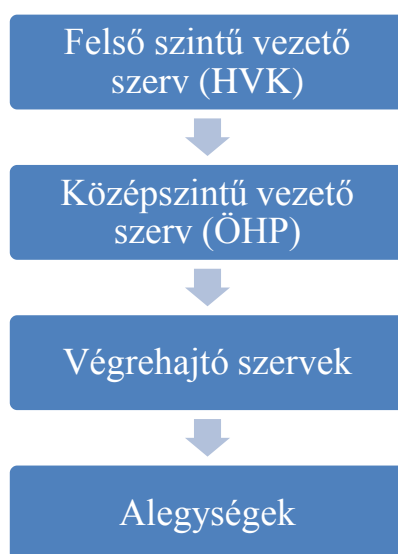 Felső szintű vezető
szerv (HVK)
Középszintű vezető
szerv (ÖHP)
Végrehajtó szervek
Alegységek